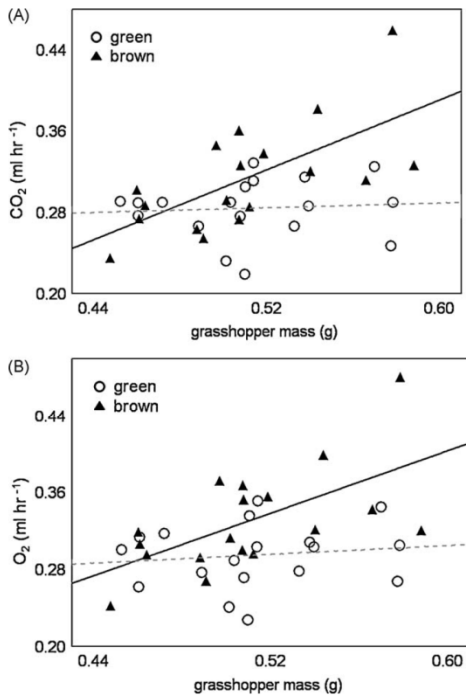 (A)
green
brown
0.44
0.36
0.28
0.20
CO₂ (ml hr⁻¹)
0.44 0.52 0.60
grasshopper mass (g)
(B)
green
brown
0.44
0.36
0.28
0.20
O₂ (ml hr⁻¹)
0.44 0.52 0.60
grasshopper mass (g)